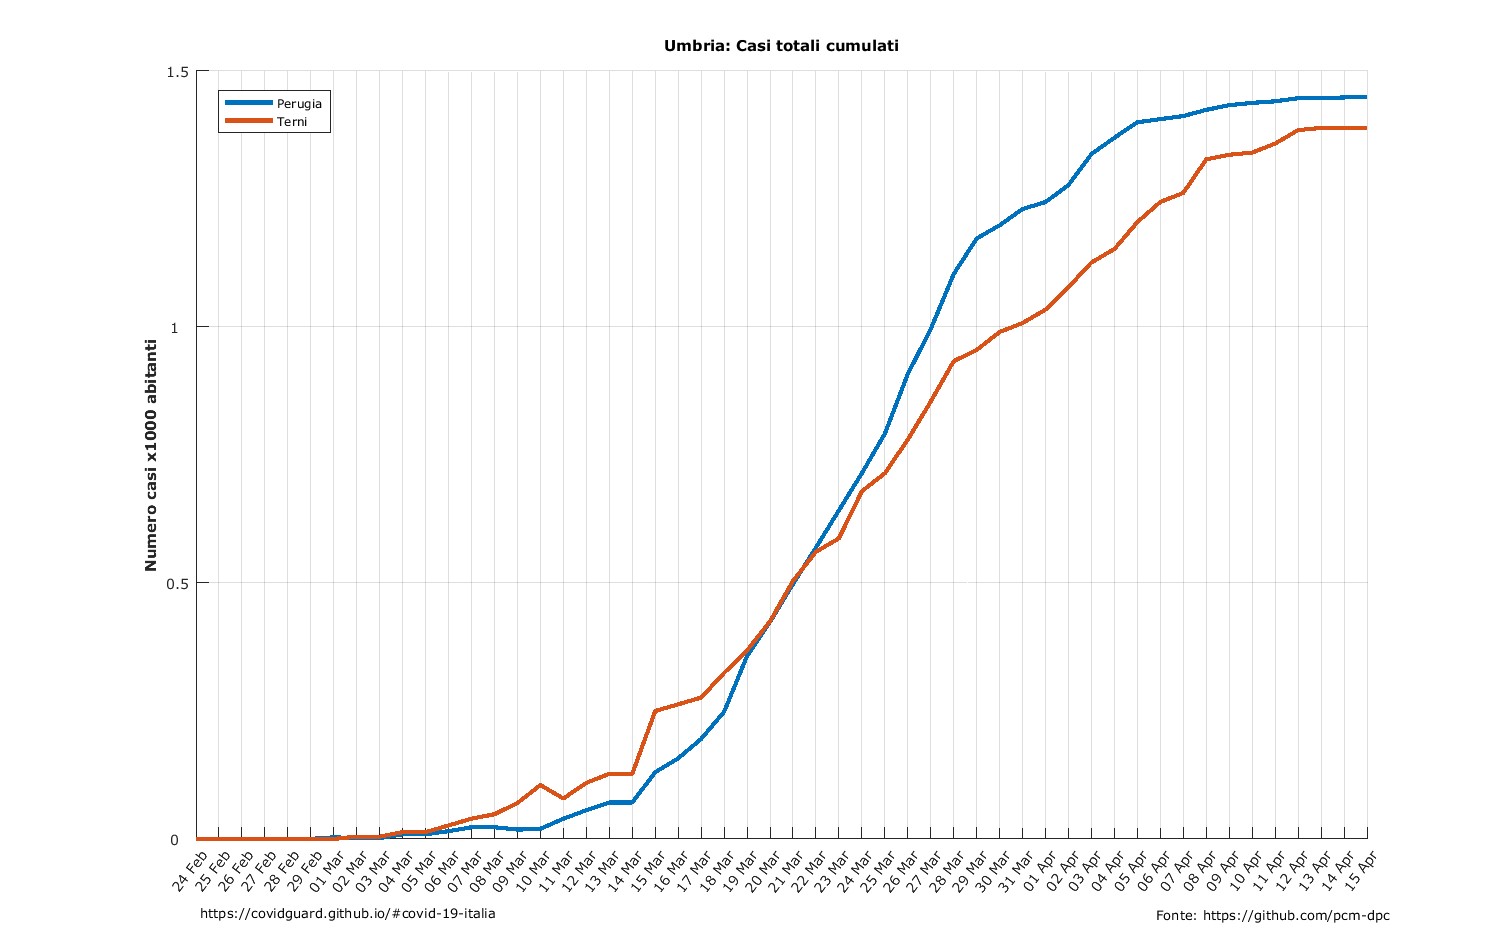 Umbria: Casi totali cumulati
1.5
Perugia
Terni
1
Numero casi x1000 abitanti
0.5
0
24 Feb
25 Feb
26 Feb
27 Feb
28 Feb
29 Feb
01 Mar
02 Mar
03 Mar
04 Mar
05 Mar
06 Mar
07 Mar
08 Mar
09 Mar
10 Mar
11 Mar
12 Mar
13 Mar
14 Mar
15 Mar
16 Mar
17 Mar
18 Mar
19 Mar
20 Mar
21 Mar
22 Mar
23 Mar
24 Mar
25 Mar
26 Mar
27 Mar
28 Mar
29 Mar
30 Mar
31 Mar
01 Apr
02 Apr
03 Apr
04 Apr
05 Apr
06 Apr
07 Apr
08 Apr
09 Apr
10 Apr
11 Apr
12 Apr
13 Apr
14 Apr
15 Apr
https://covidguard.github.io/#covid-19-italia
Fonte: https://github.com/pcm-dpc